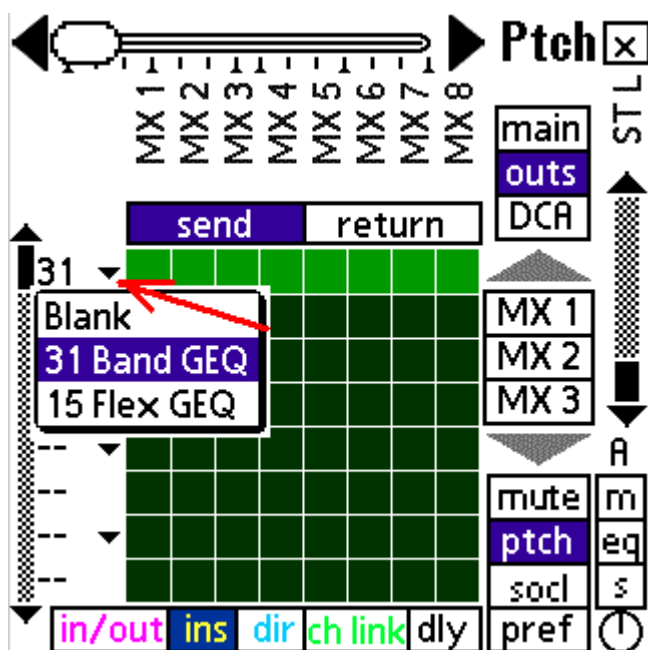 Ptch x
MX 1 MX 2 MX 3 MX 4 MX 5 MX 6 MX 7 MX 8
ST L
main
outs
DCA
send return
31
Blank
31 Band GEQ
15 Flex GEQ
--
--
--
--
MX 1
MX 2
MX 3
A
mute m
ptch eq
socl s
pref
in/out ins dir ch link dly